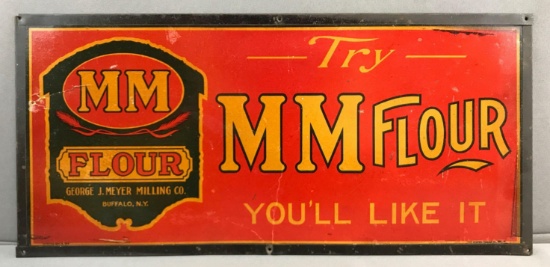 MM
FLOUR
GEORGE J. MEYER MILLING CO.
BUFFALO, N.Y.
Try
MM FLOUR
YOU'LL LIKE IT